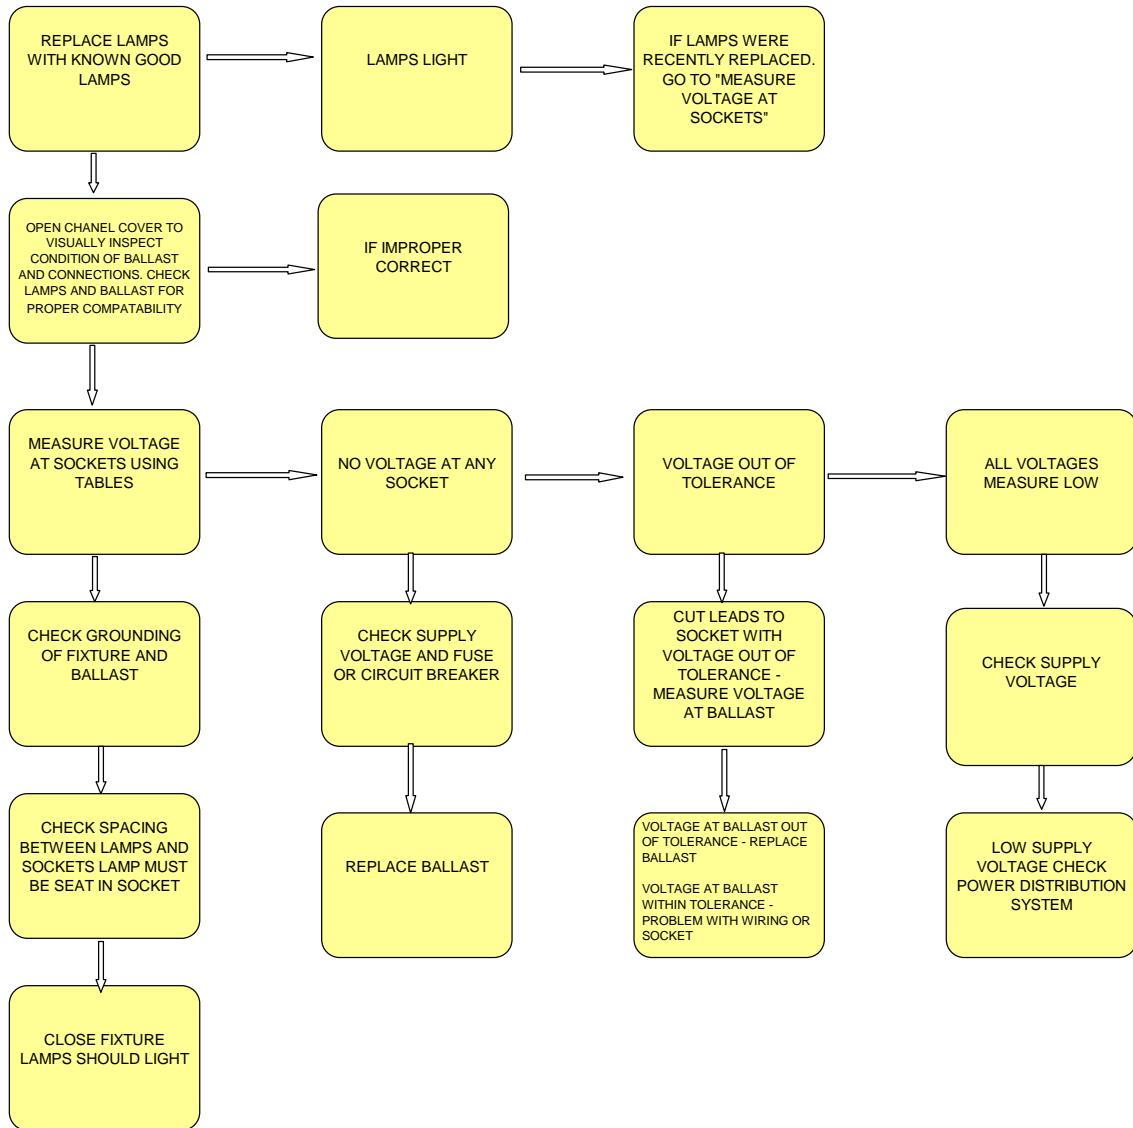 REPLACE LAMPS
WITH KNOWN GOOD
LAMPS
LAMPS LIGHT
IF LAMPS WERE
RECENTLY REPLACED.
GO TO "MEASURE
VOLTAGE AT
SOCKETS"
OPEN CHANEL COVER TO
VISUALLY INSPECT
CONDITION OF BALLAST
AND CONNECTIONS. CHECK
LAMPS AND BALLAST FOR
PROPER COMPATABILITY
IF IMPROPER
CORRECT
MEASURE VOLTAGE
AT SOCKETS USING
TABLES
NO VOLTAGE AT ANY
SOCKET
VOLTAGE OUT OF
TOLERANCE
ALL VOLTAGES
MEASURE LOW
CHECK GROUNDING
OF FIXTURE AND
BALLAST
CHECK SUPPLY
VOLTAGE AND FUSE
OR CIRCUIT BREAKER
CUT LEADS TO
SOCKET WITH
VOLTAGE OUT OF
TOLERANCE -
MEASURE VOLTAGE
AT BALLAST
CHECK SUPPLY
VOLTAGE
CHECK SPACING
BETWEEN LAMPS AND
SOCKETS LAMP MUST
BE SEAT IN SOCKET
REPLACE BALLAST
VOLTAGE AT BALLAST OUT
OF TOLERANCE - REPLACE
BALLAST
VOLTAGE AT BALLAST
WITHIN TOLERANCE -
PROBLEM WITH WIRING OR
SOCKET
LOW SUPPLY
VOLTAGE CHECK
POWER DISTRIBUTION
SYSTEM
CLOSE FIXTURE
LAMPS SHOULD LIGHT